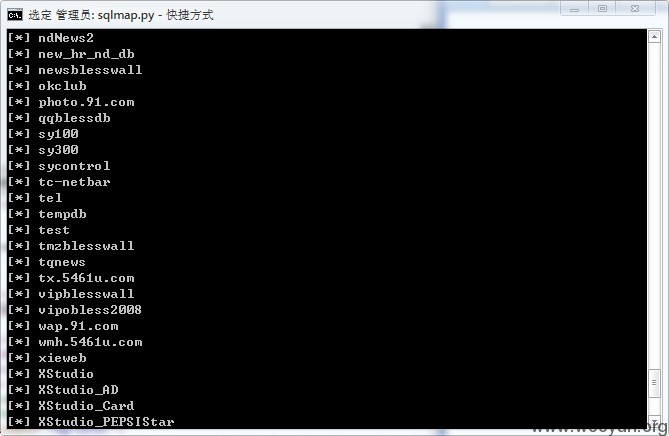 选定 管理员: sqlmap.py - 快捷方式
[*] ndNews2
[*] new_hr_nd_db
[*] newsblesswall
[*] okclub
[*] photo.91.com
[*] qqblessdb
[*] sy100
[*] sy300
[*] sycontrol
[*] tc-netbar
[*] tel
[*] tempdb
[*] test
[*] tmzblesswall
[*] tqnews
[*] tx.5461u.com
[*] vipblesswall
[*] vipobless2008
[*] wap.91.com
[*] wmh.5461u.com
[*] xieweb
[*] XStudio
[*] XStudio_AD
[*] XStudio_Card
[*] XStudio_PEPSIStar
www.wooyun.org